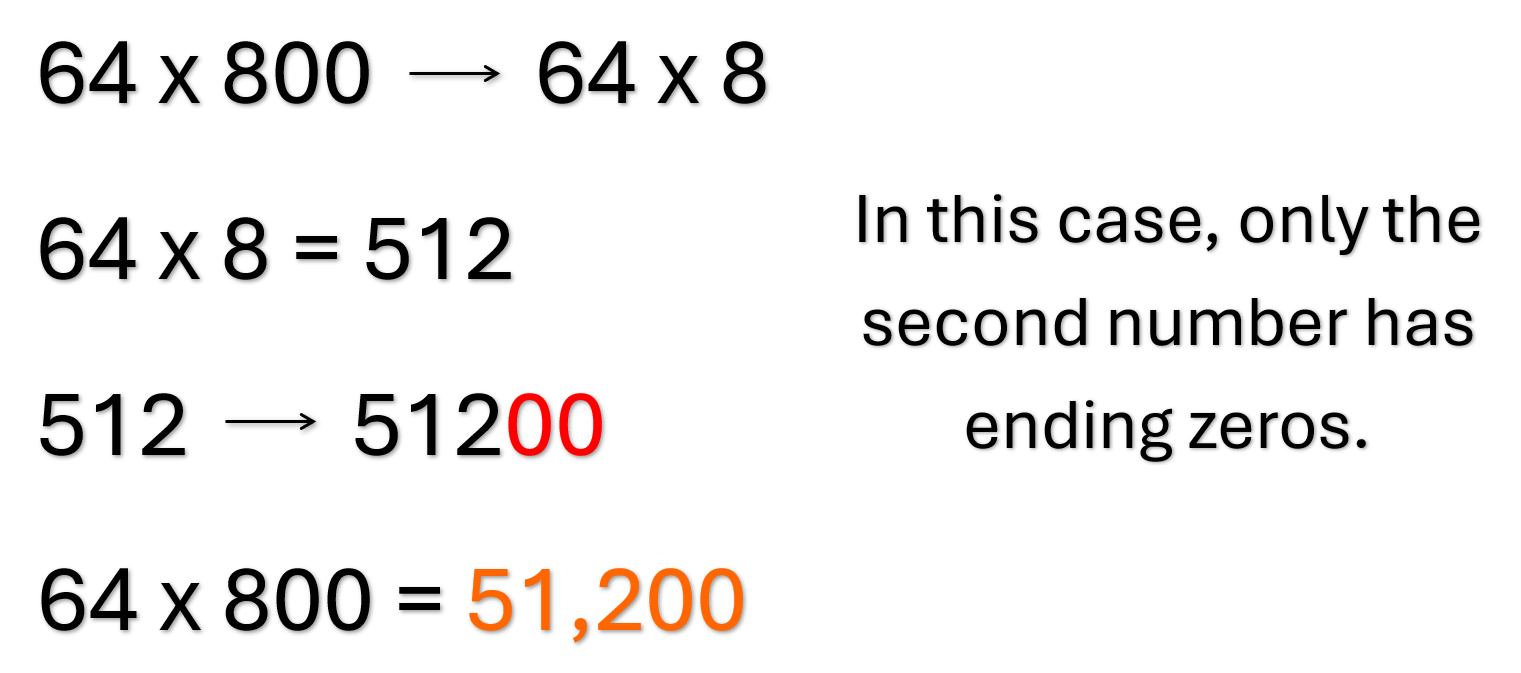 64 x 800 → 64 x 8
64 x 8 = 512
In this case, only the
second number has
ending zeros.
512 → 51200
64 x 800 = 51,200